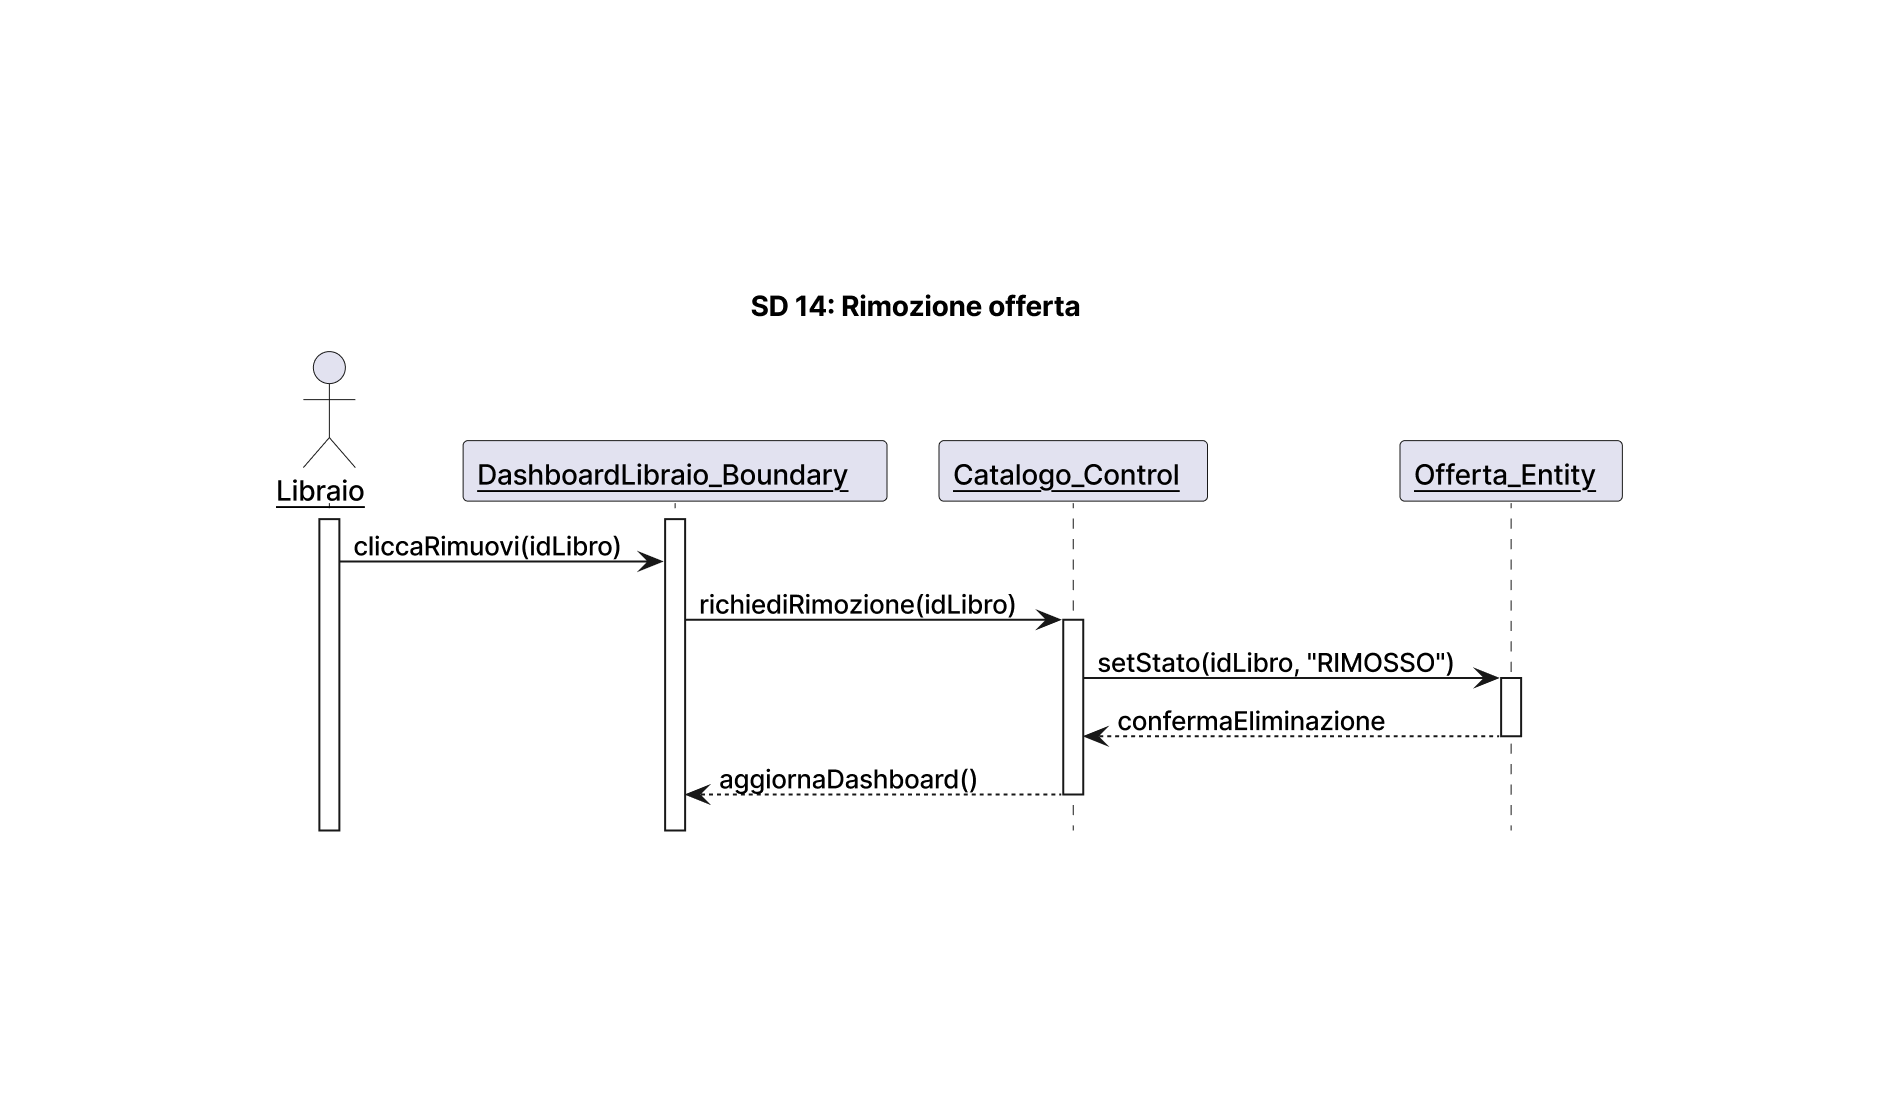 SD 14: Rimozione offerta
Libraio
DashboardLibraio_Boundary
Catalogo_Control
Offerta_Entity
cliccaRimuovi(idLibro)
richiediRimozione(idLibro)
setStato(idLibro, "RIMOSSO")
confermaEliminazione
aggiornaDashboard()